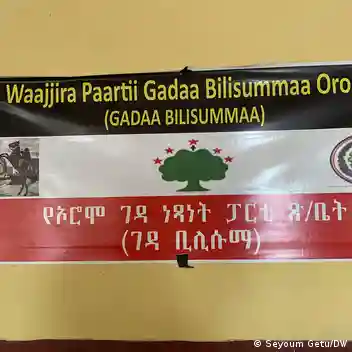 Waajjira Paartii Gadaa Bilisummaa Oro
(GADAA BILISUMMAA)
የኦሮሞ ገዳ ነጻነት ፓርቲ ጽ/ቤት
(ገዳ ቢሊሱማ)
© Seyoum Getu/DW